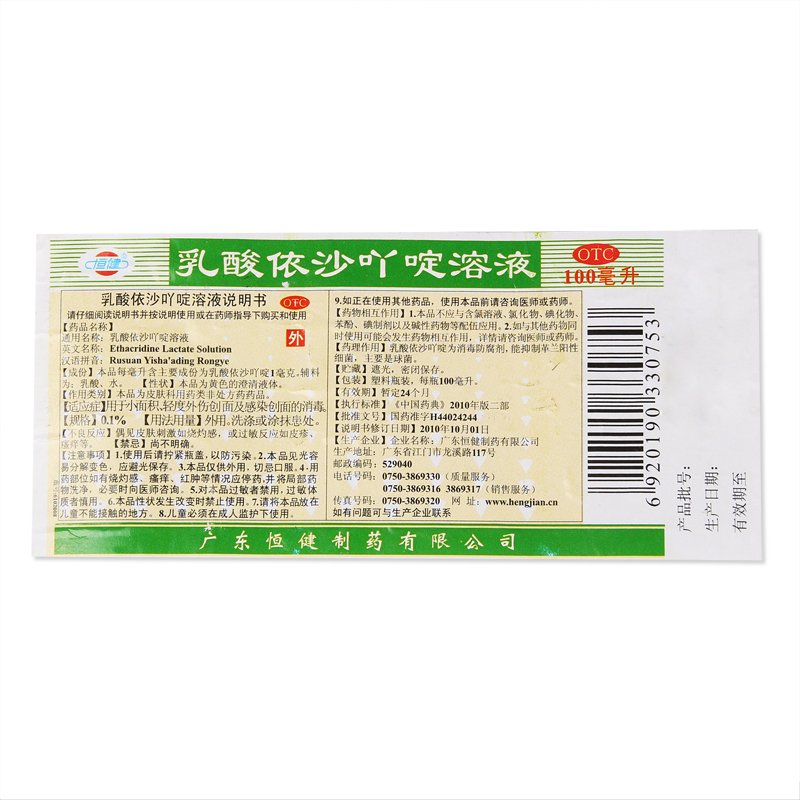 恒健
乳酸依沙吖啶溶液
OTC
100毫升
乳酸依沙吖啶溶液说明书 OTC
请仔细阅读说明书并按说明使用或在药师指导下购买和使用
【药品名称】
通用名称：乳酸依沙吖啶溶液
英文名称：Ethacridine Lactate Solution
汉语拼音：Rusuan Yisha'ading Rongye
外
【成份】本品每毫升含主要成份为乳酸依沙吖啶1毫克,辅料
为：乳酸、水。 【性状】本品为黄色的澄清液体。
【作用类别】本品为皮肤科用药类非处方药药品。
【适应症】用于小面积、轻度外伤创面及感染创面的消毒。
【规格】0.1% 【用法用量】外用。洗涤或涂抹患处。
【不良反应】偶见皮肤刺激如烧灼感，或过敏反应如皮疹、
瘙痒等。 【禁忌】尚不明确。
【注意事项】1.使用后请拧紧瓶盖，以防污染。2.本品见光容
易分解变色，应避光保存。3.本品仅供外用，切忌口服。4.用
药部位如有烧灼感、瘙痒、红肿等情况应停药,并将局部药
物洗净，必要时向医师咨询。5.对本品过敏者禁用，过敏体
质者慎用。6.本品性状发生改变时禁止使用。7.请将本品放在
儿童不能接触的地方。8.儿童必须在成人监护下使用。
9.如正在使用其他药品，使用本品前请咨询医师或药师。
【药物相互作用】1.本品不应与含氯溶液、氯化物、碘化物、
苯酚、碘制剂以及碱性药物等配伍应用。2.如与其他药物同
时使用可能会发生药物相互作用，详情请咨询医师或药师。
【药理作用】乳酸依沙吖啶为消毒防腐剂,能抑制革兰阳性
细菌，主要是球菌。
【贮藏】遮光，密闭保存。
【包装】塑料瓶装，每瓶100毫升。
【有效期】暂定24个月
【执行标准】《中国药典》2010年版二部
【批准文号】国药准字H44024244
【说明书修订日期】2010年10月01日
【生产企业】企业名称：广东恒健制药有限公司
生产地址：广东省江门市龙溪路117号
邮政编码：529040
电话号码：0750-3869330（质量服务）
0750-3869316 3869317（销售服务）
传真号码：0750-3869320 网 址：www.hengjian.cn
如有问题可与生产企业联系
广东恒健制药有限公司
6 920190 330753
产品批号：
生产日期：
有效期至